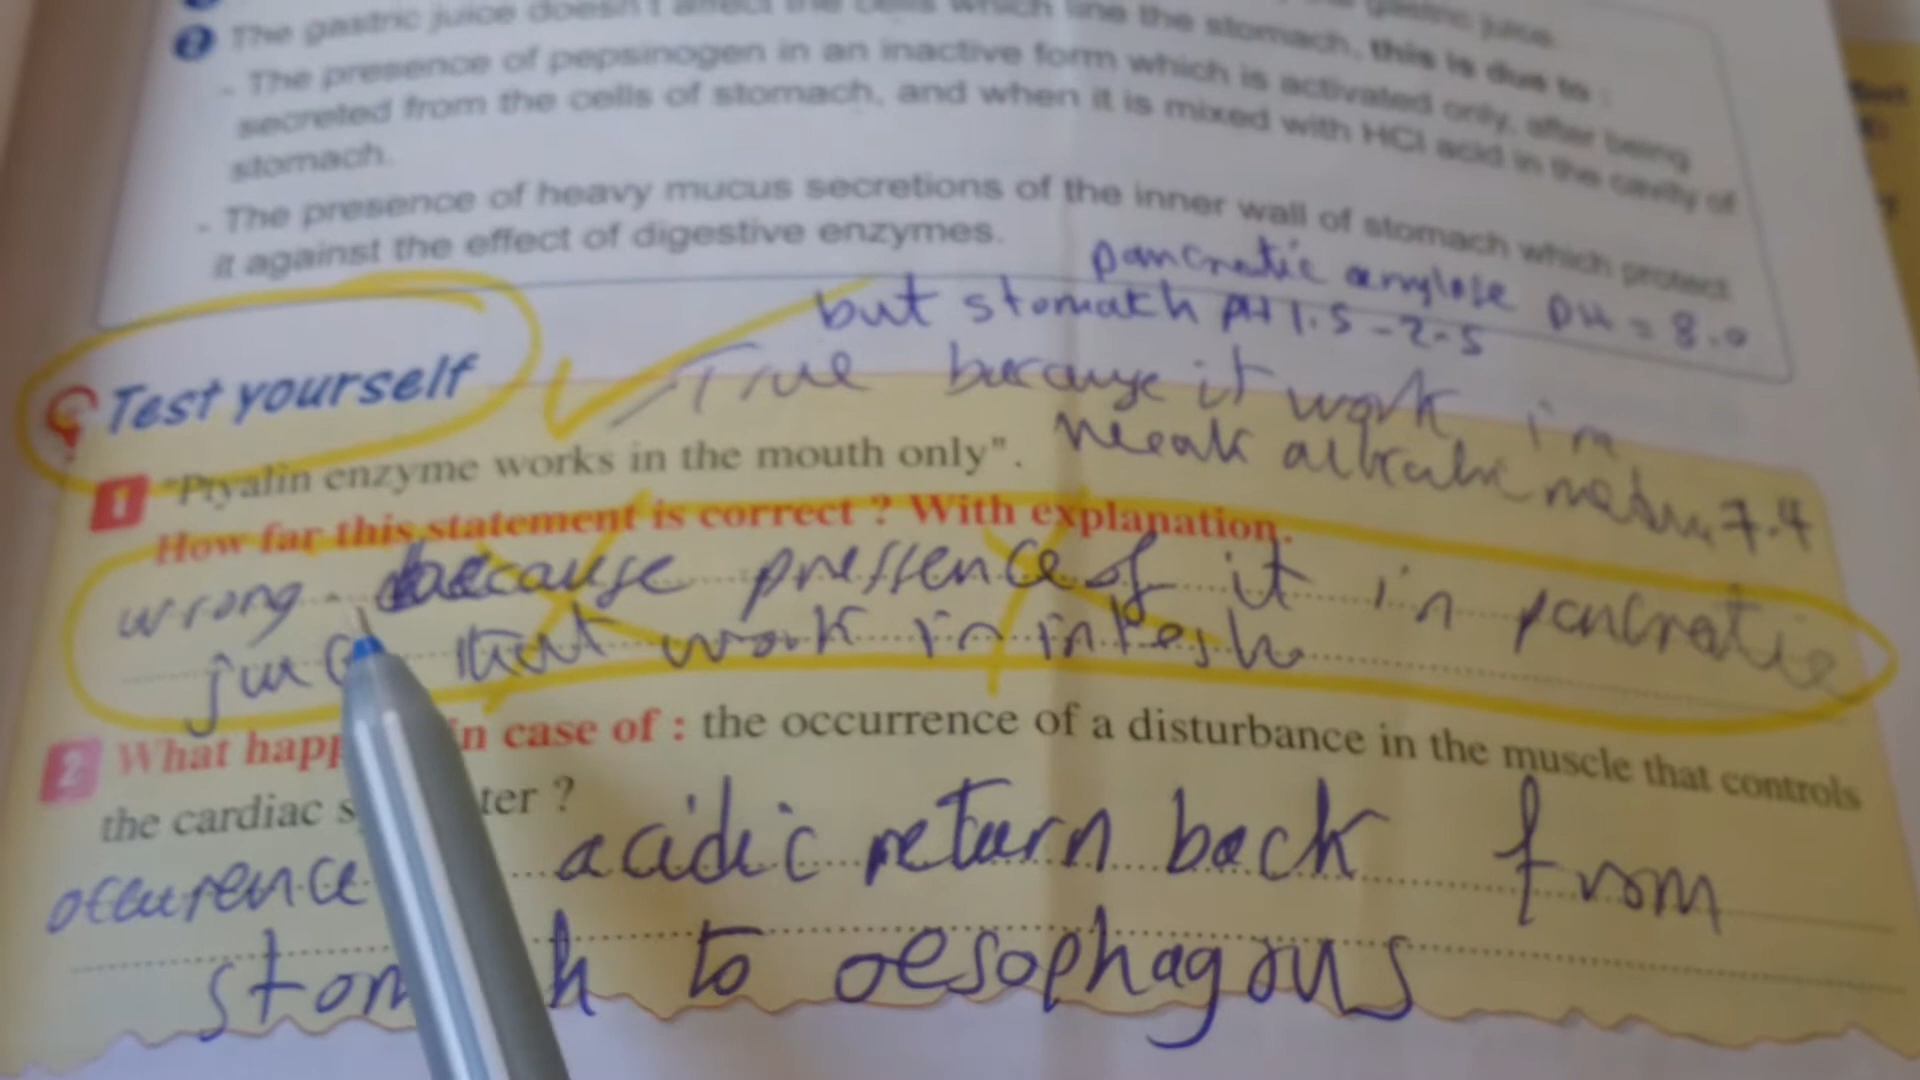 gastric juice.
2 The gastric juice doesn't affect the cells which line the stomach, this is due to :
- The presence of pepsinogen in an inactive form which is activated only, after being
secreted from the cells of stomach, and when it is mixed with HCl acid in the cavity of
stomach.
- The presence of heavy mucus secretions of the inner wall of stomach which protect
it against the effect of digestive enzymes.
pancreatic amylase PH = 8.0
but stomach PH 1.5 - 2.5
Test yourself
True because it work in
weak alkaline 7.4
1 "Ptyalin enzyme works in the mouth only".
How far this statement is correct ? With explanation.
wrong - because pressence of it in pancreatic
that work in
2 What happ in case of : the occurrence of a disturbance in the muscle that controls
the cardiac s ter ?
occurence acidic return back from
stom h to oesophagous